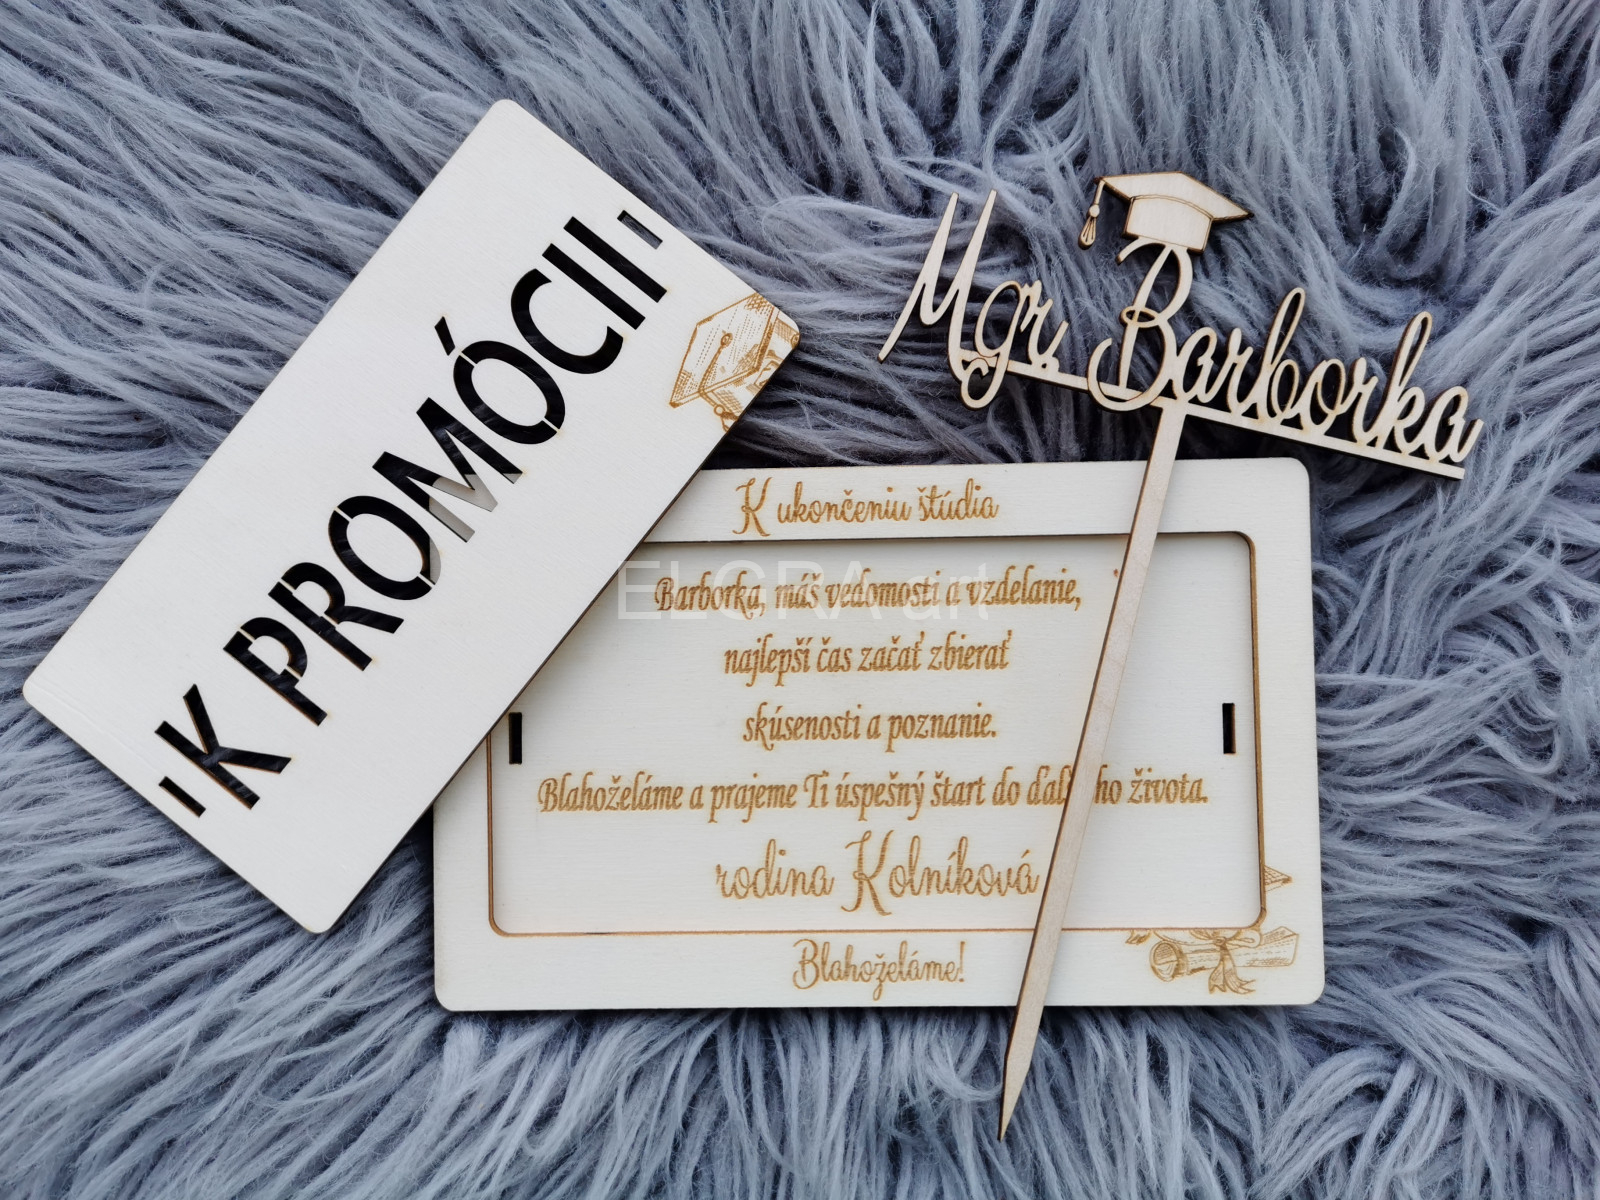 K PROMÓCII
Mgr. Barborka
K ukončeniu štúdia
Barborka, máš vedomosti a vzdelanie,
najlepší čas začať zbierať
skúsenosti a poznanie.
Blahoželáme a prajeme Ti úspešný štart do ho života.
rodina Kolníková
Blahoželáme!
ELGRA art